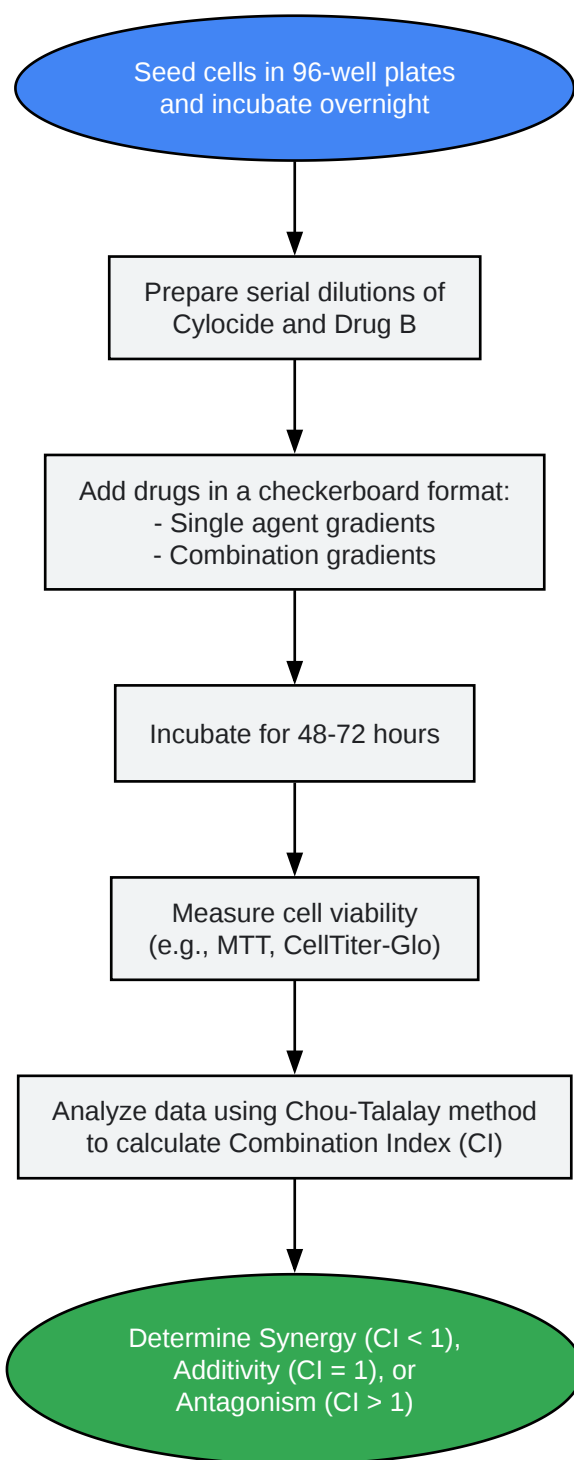 Seed cells in 96-well plates
and incubate overnight
Prepare serial dilutions of
Cylocide and Drug B
Add drugs in a checkerboard format:
- Single agent gradients
- Combination gradients
Incubate for 48-72 hours
Measure cell viability
(e.g., MTT, CellTiter-Glo)
Analyze data using Chou-Talalay method
to calculate Combination Index (CI)
Determine Synergy (CI < 1),
Additivity (CI = 1), or
Antagonism (CI > 1)